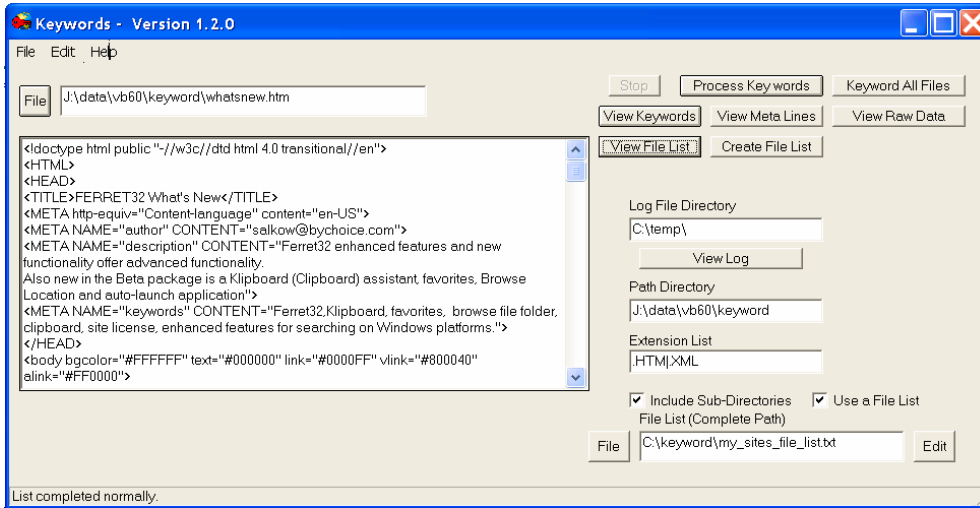 Keywords - Version 1.2.0
File Edit Help
File J:\data\vb60\keyword\whatsnew.htm
Stop Process Keywords Keyword All Files
View Keywords View Meta Lines View Raw Data
View File List Create File List
<!doctype html public "-//w3c//dtd html 4.0 transitional//en">
<HTML>
<HEAD>
<TITLE>FERRET32 What's New</TITLE>
<META http-equiv="Content-language" content="en-US">
<META NAME="author" CONTENT="salkow@bychoice.com">
<META NAME="description" CONTENT="Ferret32 enhanced features and new
functionality offer advanced functionality.
Also new in the Beta package is a Klipboard (Clipboard) assistant, favorites, Browse
Location and auto-launch application">
<META NAME="keywords" CONTENT="Ferret32,Klipboard, favorites,  browse file folder,
clipboard, site license, enhanced features for searching on Windows platforms.">
</HEAD>
<body bgcolor="#FFFFFF" text="#000000" link="#0000FF" vlink="#800040"
alink="#FF0000">
Log File Directory
C:\temp\
View Log
Path Directory
J:\data\vb60\keyword
Extension List
.HTM|.XML
Include Sub-Directories Use a File List
File List (Complete Path)
File C:\keyword\my_sites_file_list.txt Edit
List completed normally.